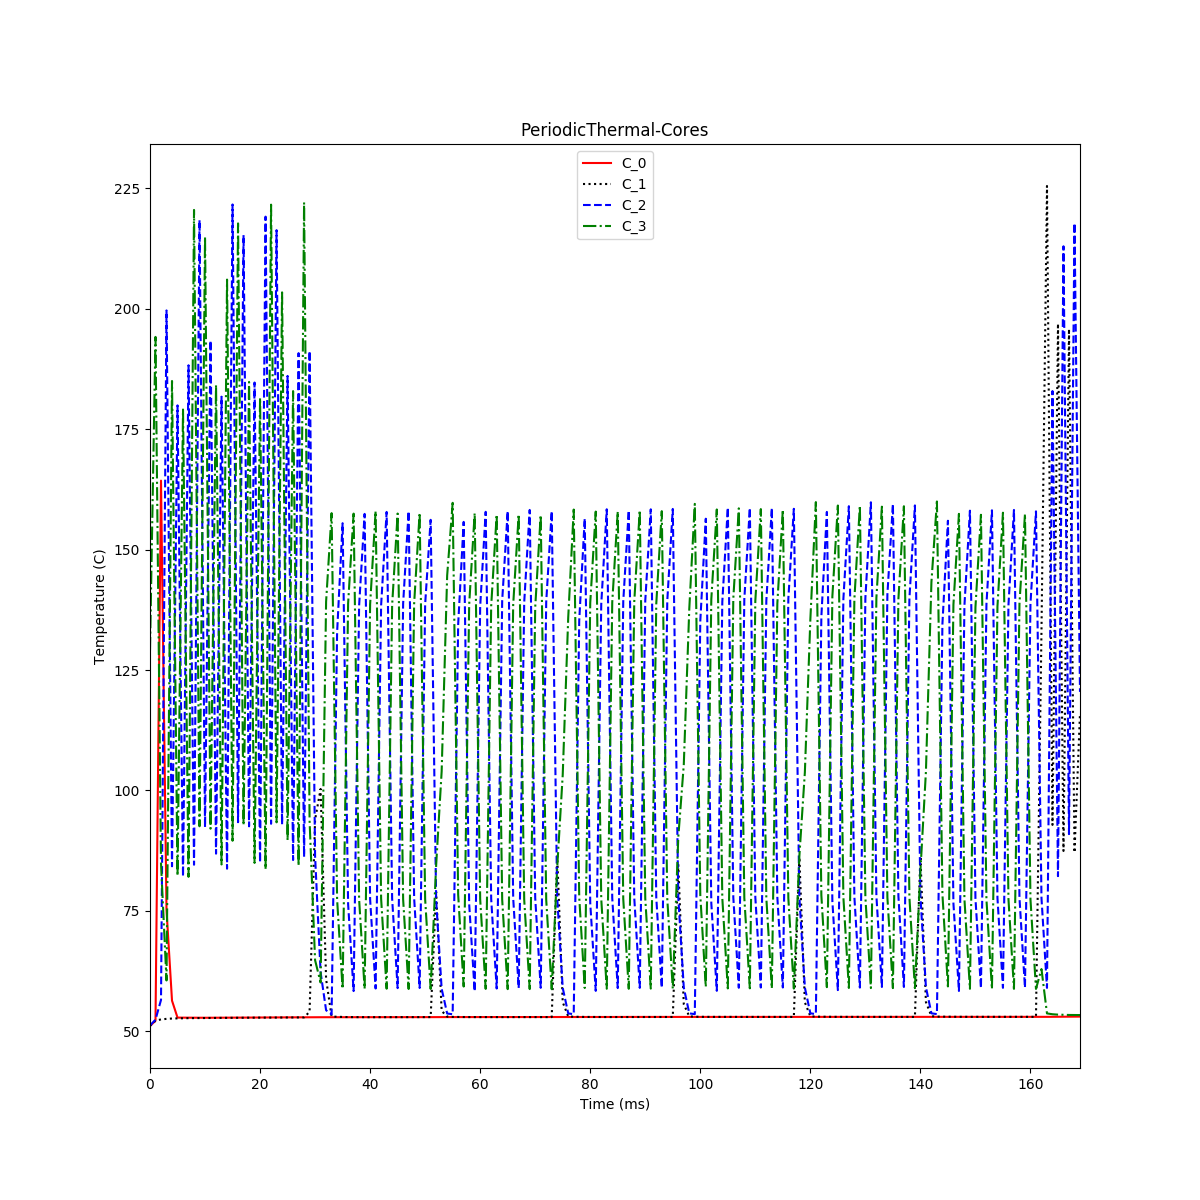 PeriodicThermal-Cores
C_0
C_1
C_2
C_3
225
200
175
150
125
100
75
50
Temperature (C)
0 20 40 60 80 100 120 140 160
Time (ms)